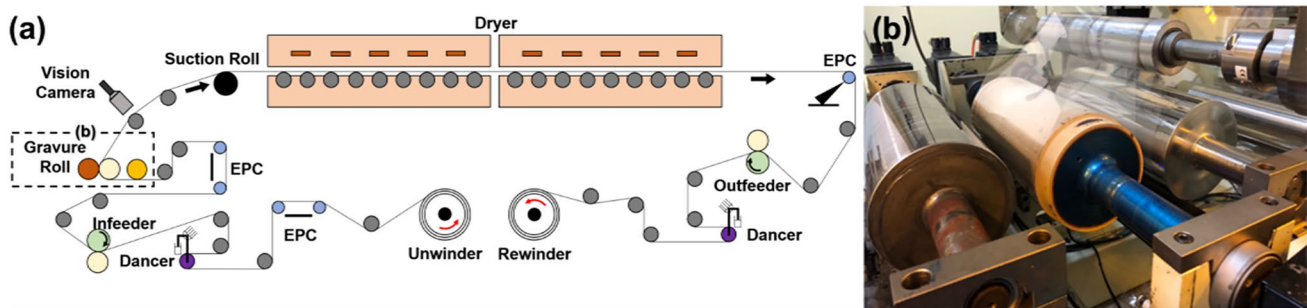 (a)
Dryer
Suction Roll
Vision
Camera
EPC
(b)
Gravure
Roll
EPC
Infeeder
Dancer
EPC
Unwinder
Rewinder
Outfeeder
Dancer
(b)